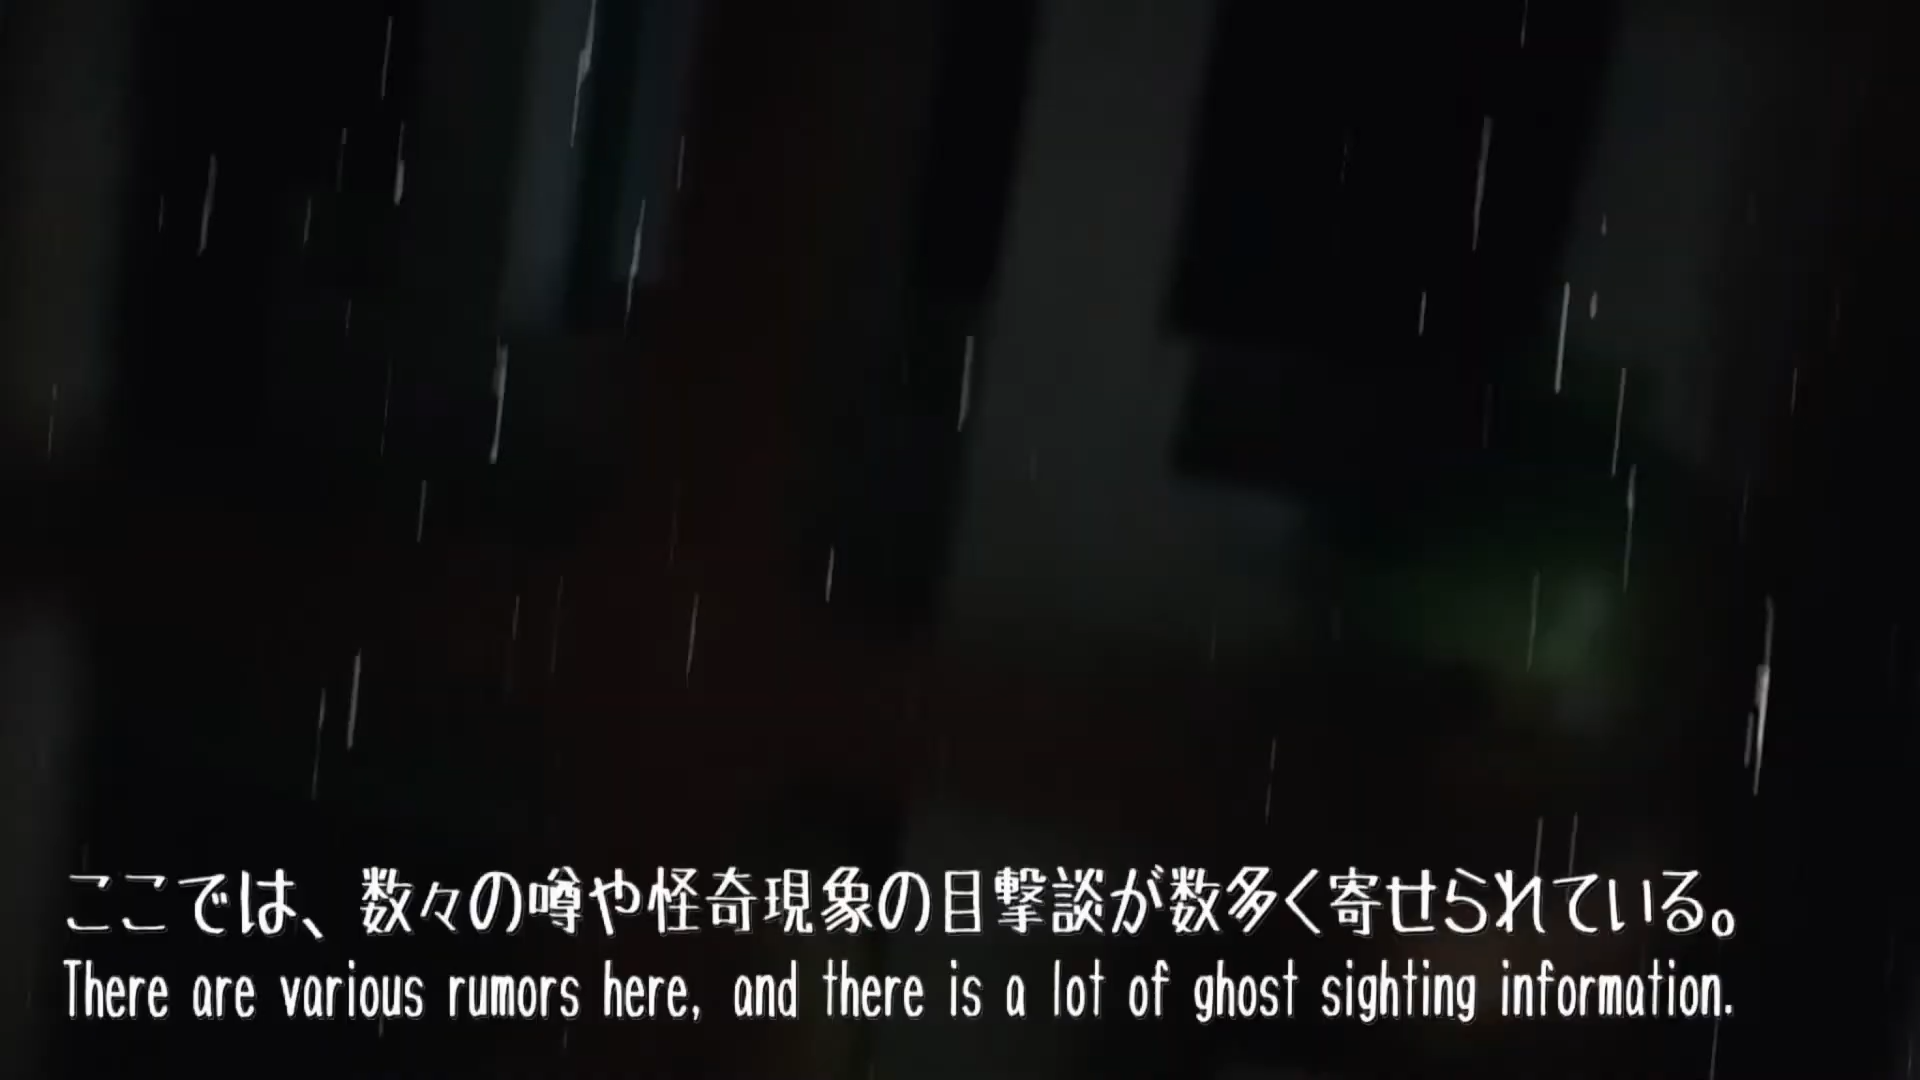 ここでは、数々の噂や怪奇現象の目撃談が数多く寄せられている。
There are various rumors here, and there is a lot of ghost sighting information.